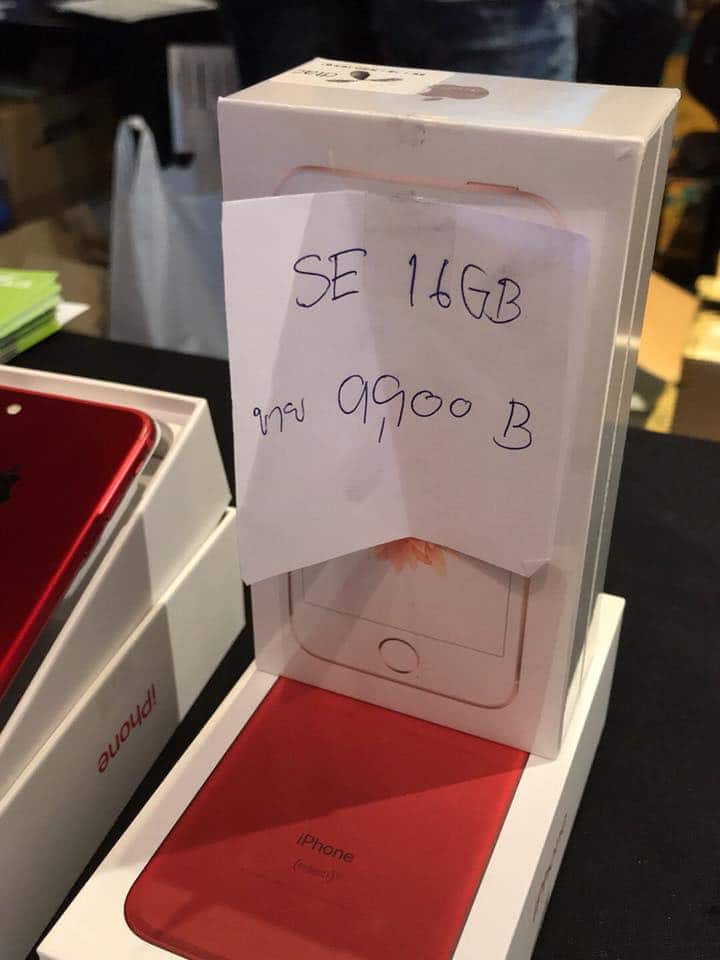 SE 16GB
ขาย 9,900 B
iPhone
iPhone